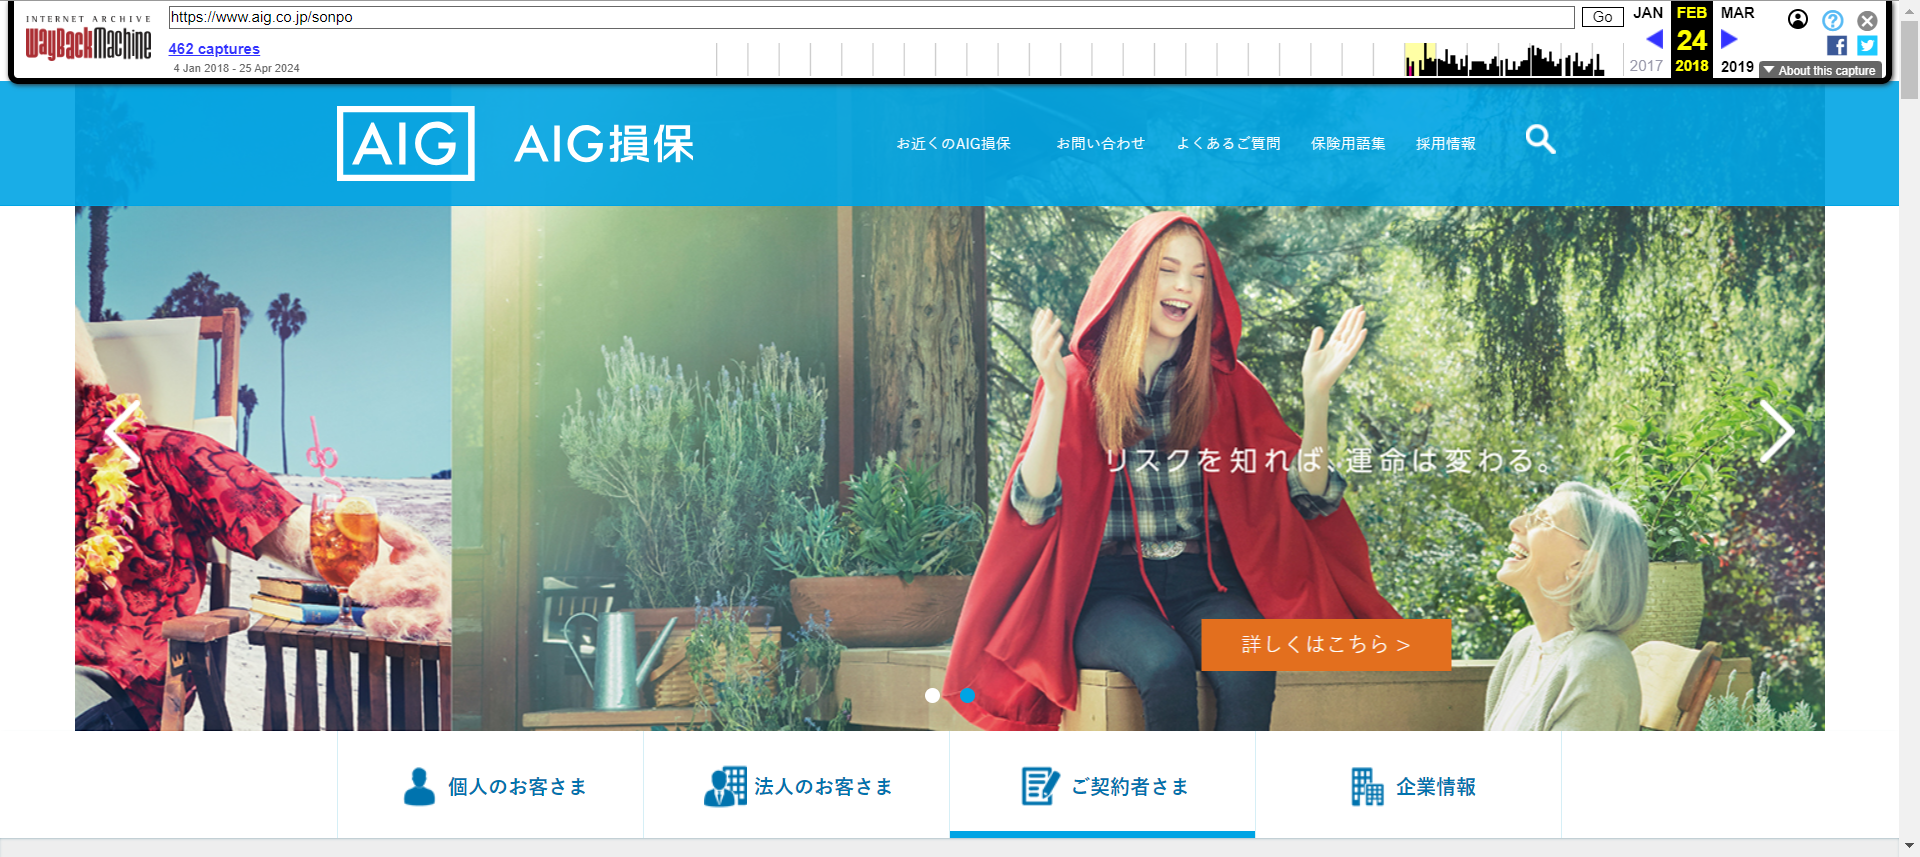 INTERNET ARCHIVE
WayBackMachine
https://www.aig.co.jp/sonpo
Go
JAN FEB MAR
462 captures
24
4 Jan 2018 - 25 Apr 2024
2017 2018 2019
About this capture
AIG AIG損保
お近くのAIG損保 お問い合わせ よくあるご質問 保険用語集 採用情報
リスクを知れば、運命は変わる。
詳しくはこちら >
個人のお客さま 法人のお客さま ご契約者さま 企業情報